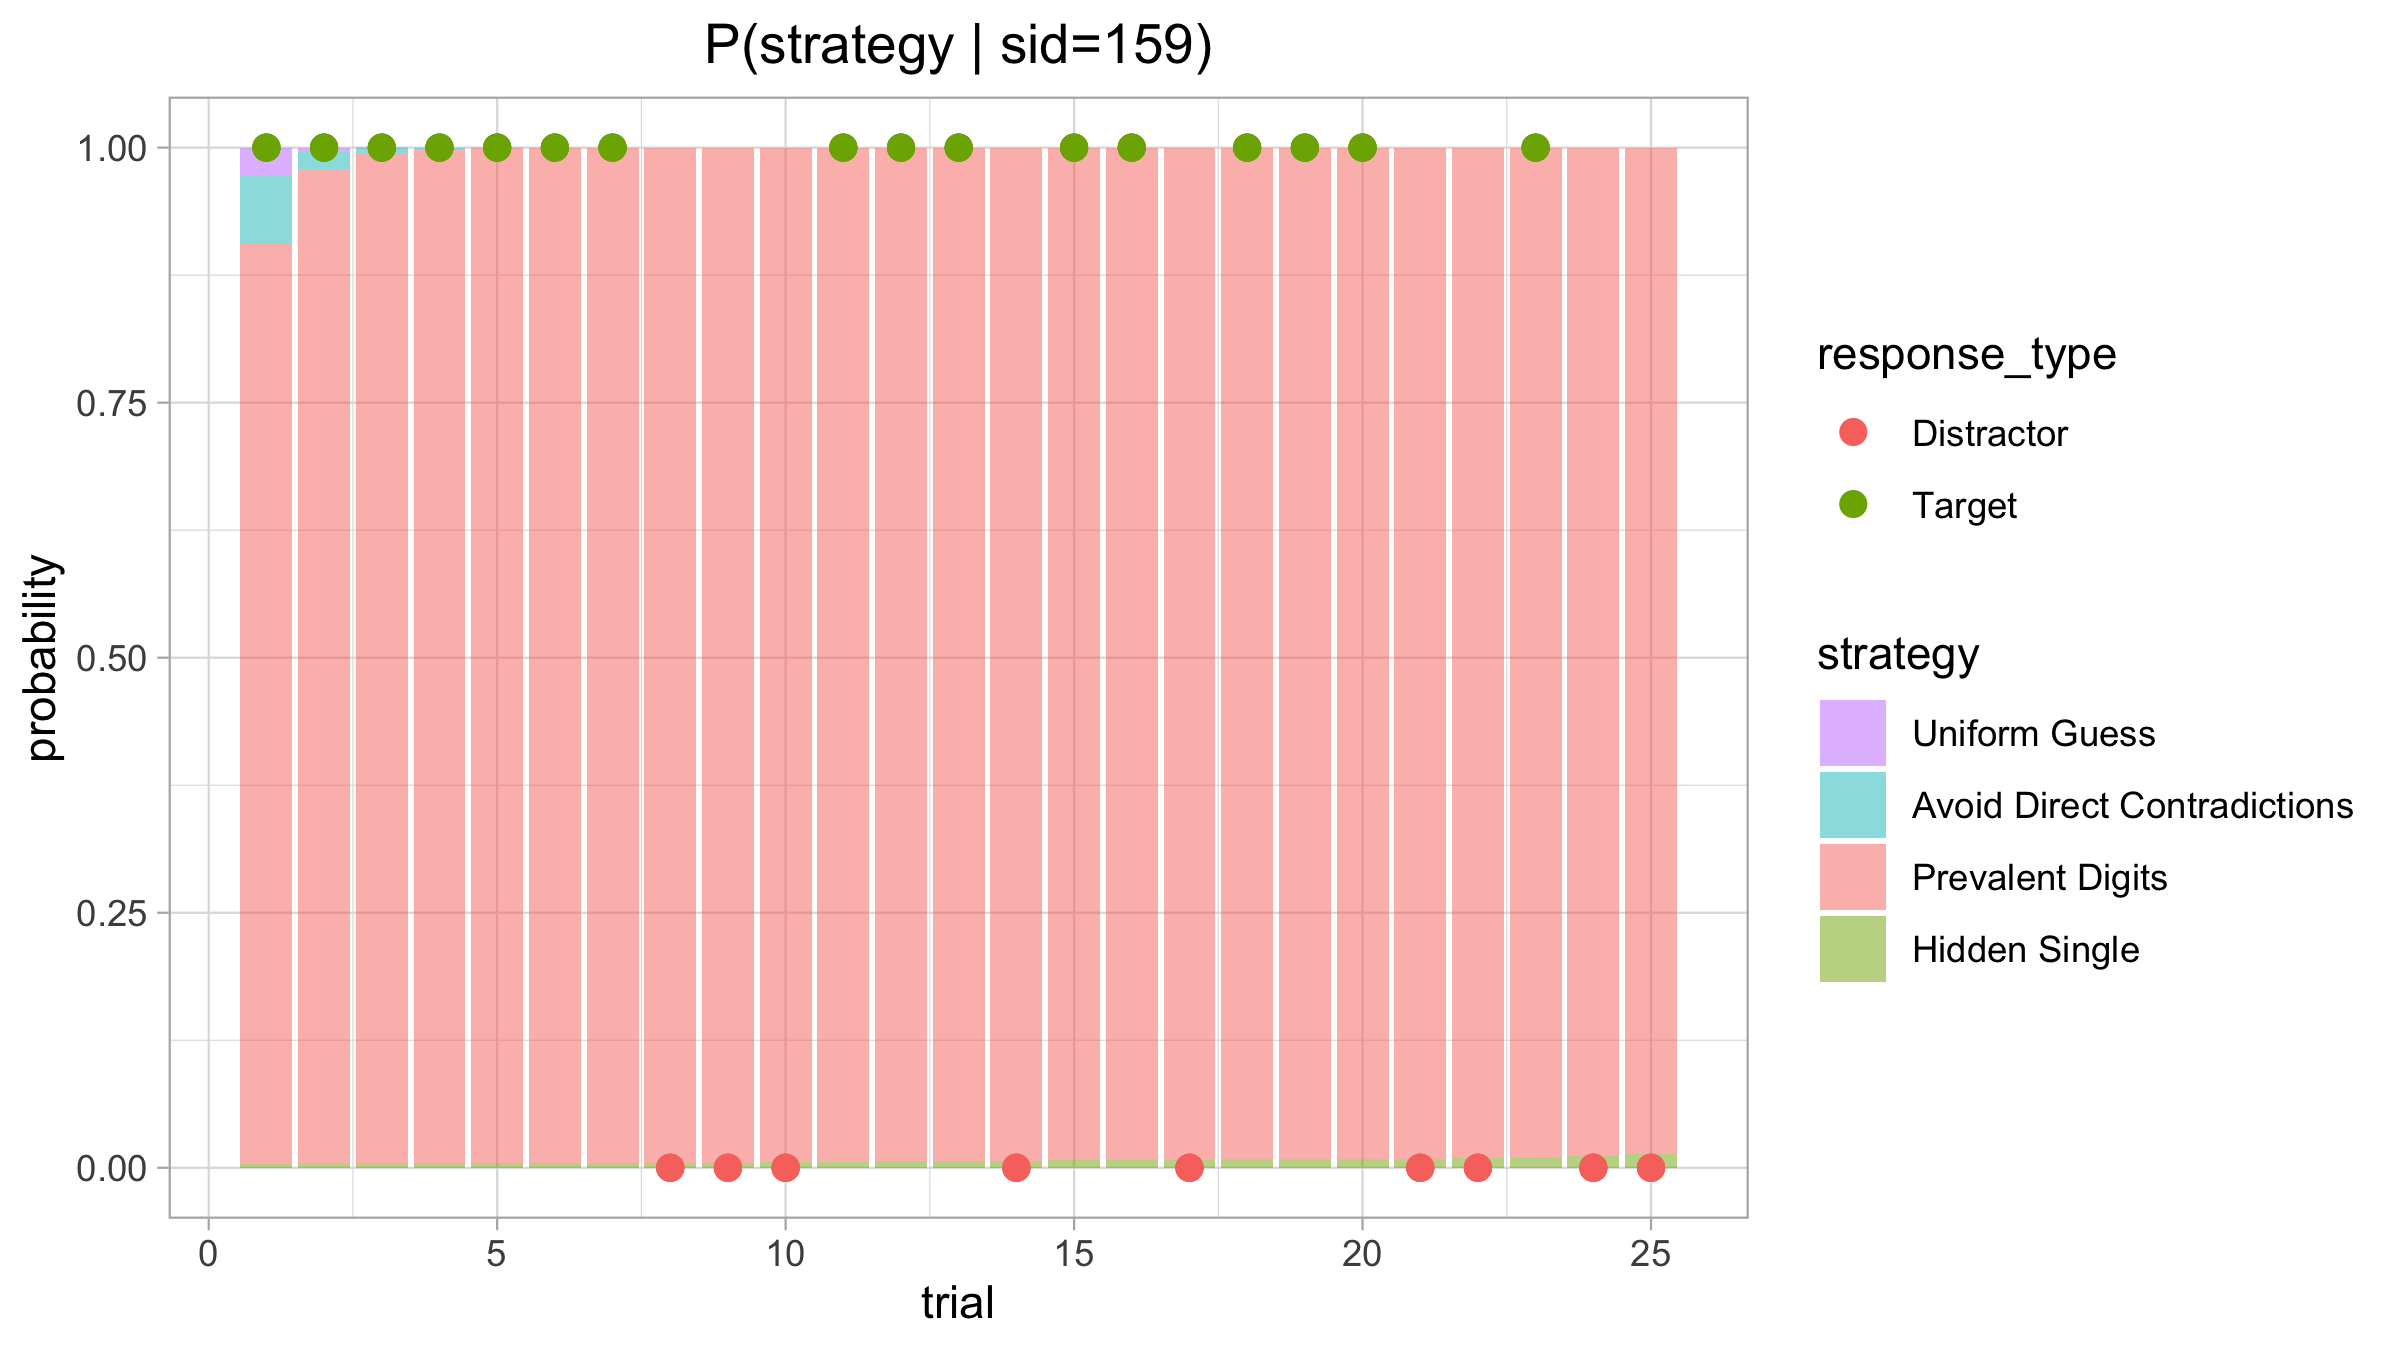 P(strategy | sid=159)
1.00
0.75
0.50
0.25
0.00
probability
0 5 10 15 20 25
trial
response_type
Distractor
Target
strategy
Uniform Guess
Avoid Direct Contradictions
Prevalent Digits
Hidden Single